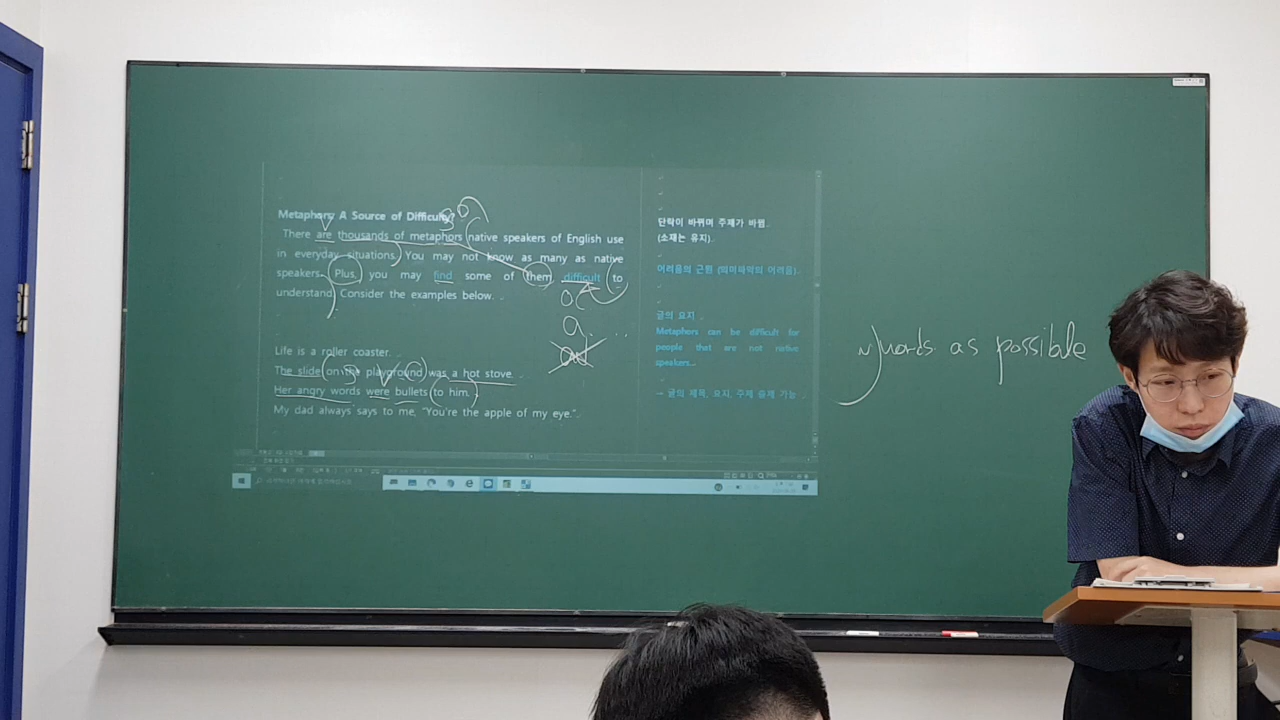 Metaphors: A Source of Difficulty?
There are thousands of metaphors native speakers of English use
in everyday situations. You may not know as many as native
speakers. Plus, you may find some of them difficult to
understand. Consider the examples below.
oc
a
ad
Life is a roller coaster.
The slide on the playground was a hot stove.
Her angry words were bullets to him.
My dad always says to me, "You're the apple of my eye."
단락이 바뀌며 주제가 바뀜.
(소재는 유지).
어려움의 근원 (의미파악의 어려움).
글의 요지
Metaphors can be difficult for
people that are not native
speakers...
→ 글의 제목, 요지, 주제 출제 가능
words as possible